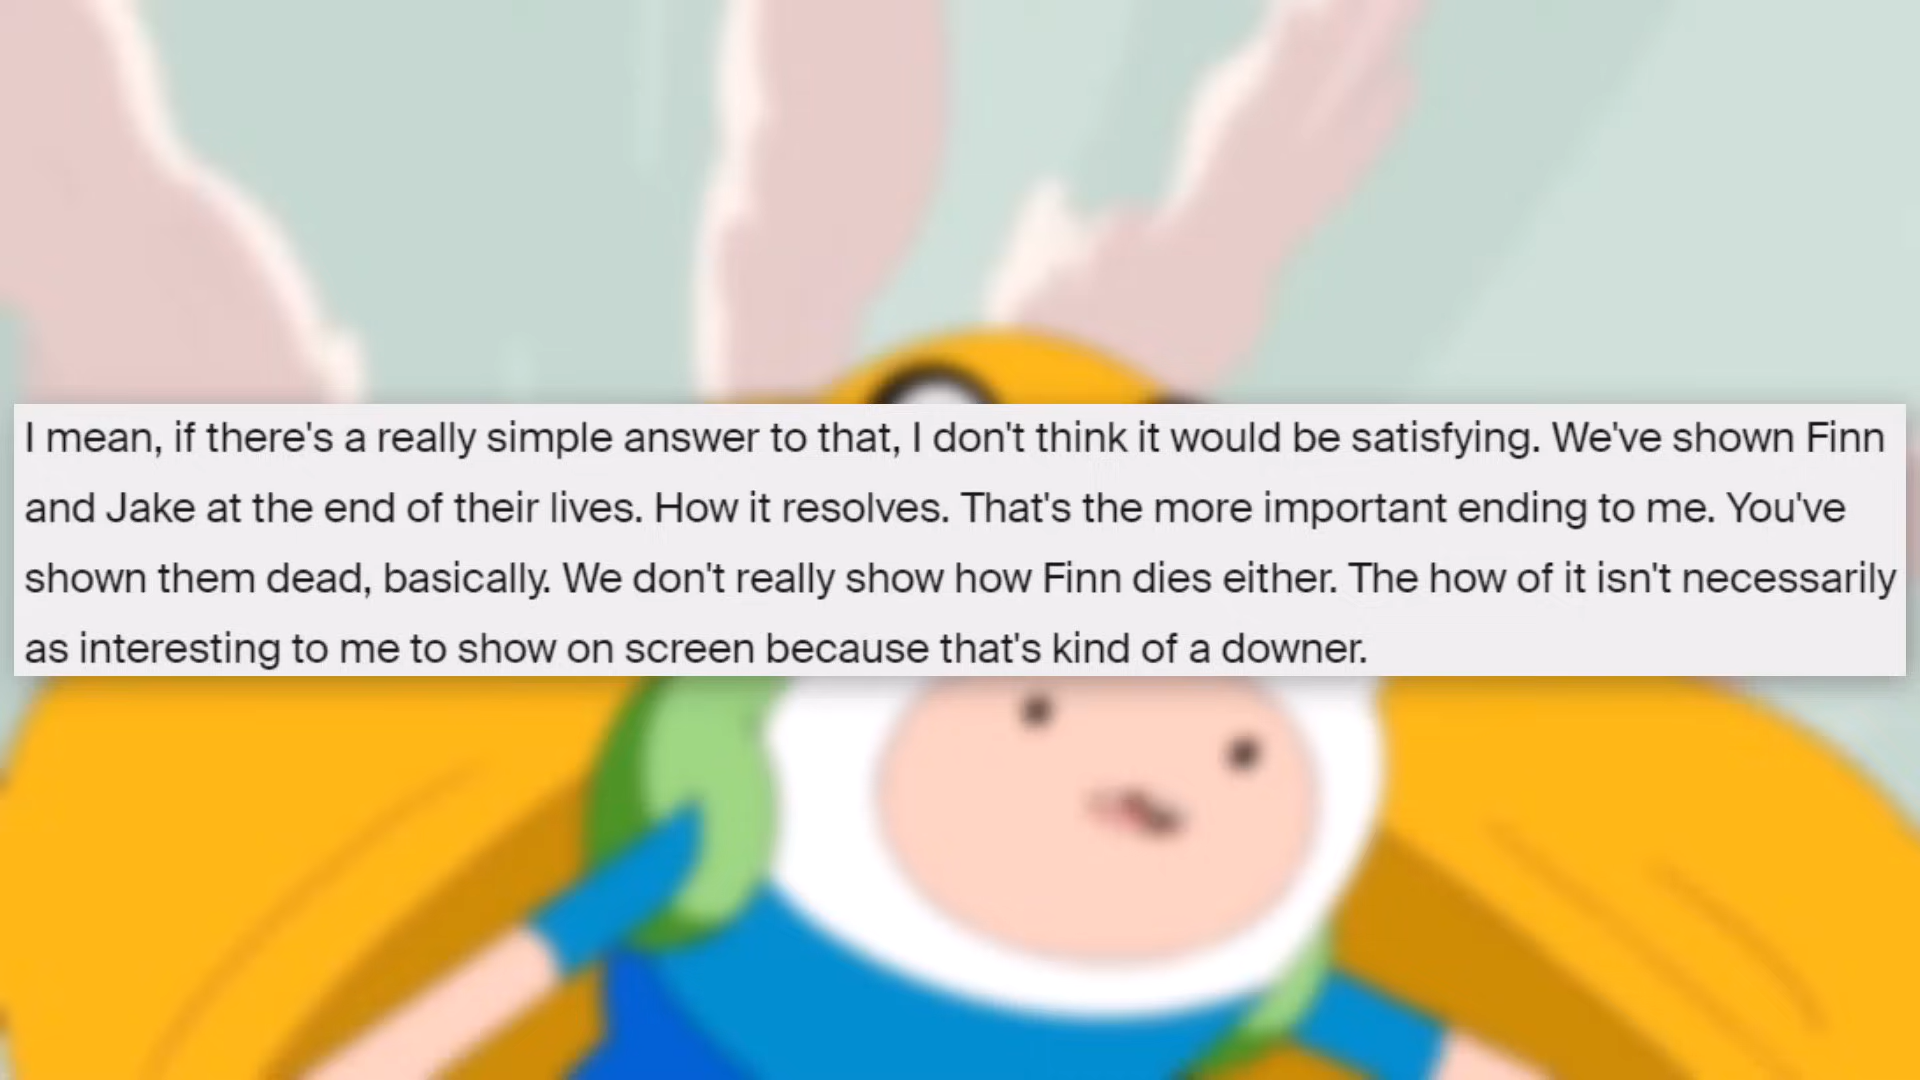 I mean, if there's a really simple answer to that, I don't think it would be satisfying. We've shown Finn
and Jake at the end of their lives. How it resolves. That's the more important ending to me. You've
shown them dead, basically. We don't really show how Finn dies either. The how of it isn't necessarily
as interesting to me to show on screen because that's kind of a downer.